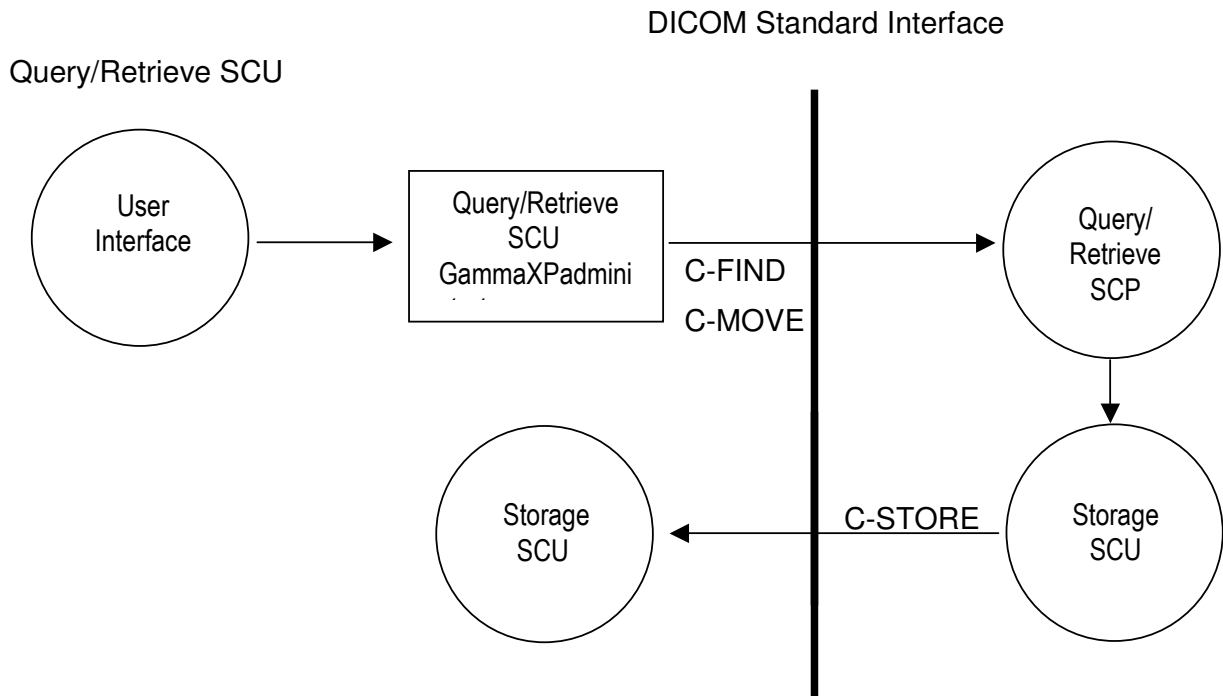 DICOM Standard Interface
Query/Retrieve SCU
User
Interface
Query/Retrieve
SCU
GammaXPadmini
C-FIND
C-MOVE
Query/
Retrieve
SCP
Storage
SCU
C-STORE
Storage
SCU